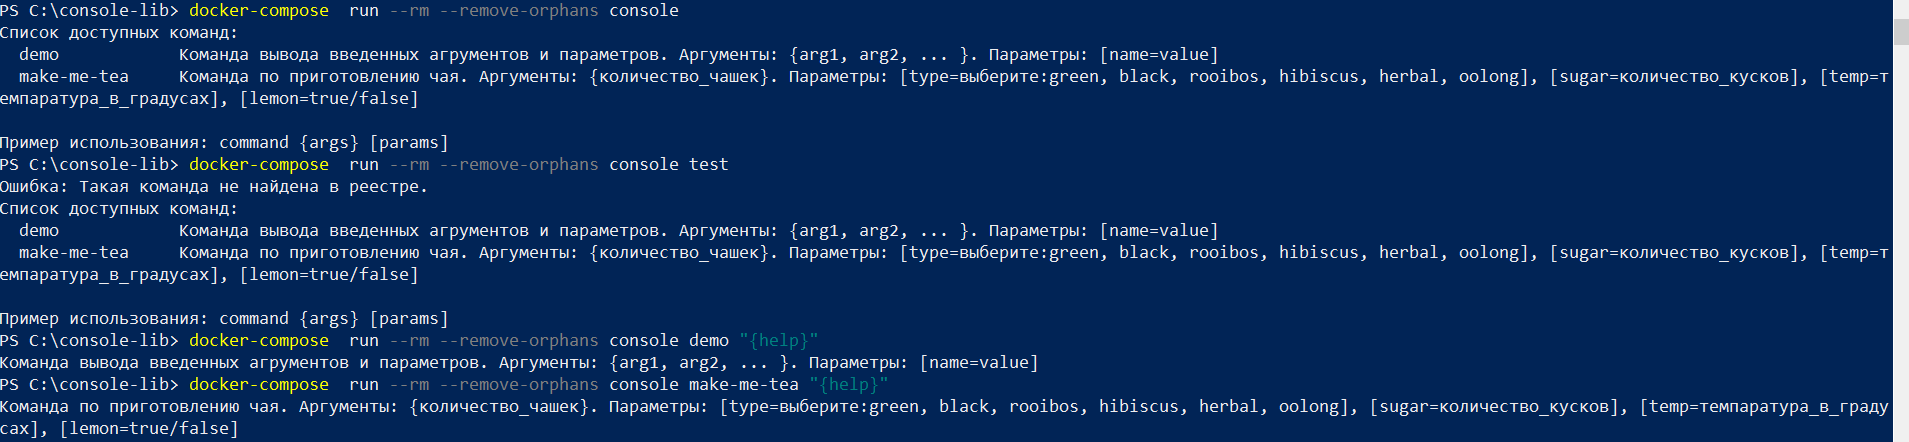 PS C:\console-lib> docker-compose  run --rm --remove-orphans console
Список доступных команд:
  demo            Команда вывода введенных агрументов и параметров. Аргументы: {arg1, arg2, ... }. Параметры: [name=value]
  make-me-tea     Команда по приготовлению чая. Аргументы: {количество_чашек}. Параметры: [type=выберите:green, black, rooibos, hibiscus, herbal, oolong], [sugar=количество_кусков], [temp=т
емпаратура_в_градусах], [lemon=true/false]

Пример использования: command {args} [params]
PS C:\console-lib> docker-compose  run --rm --remove-orphans console test
Ошибка: Такая команда не найдена в реестре.
Список доступных команд:
  demo            Команда вывода введенных агрументов и параметров. Аргументы: {arg1, arg2, ... }. Параметры: [name=value]
  make-me-tea     Команда по приготовлению чая. Аргументы: {количество_чашек}. Параметры: [type=выберите:green, black, rooibos, hibiscus, herbal, oolong], [sugar=количество_кусков], [temp=т
емпаратура_в_градусах], [lemon=true/false]

Пример использования: command {args} [params]
PS C:\console-lib> docker-compose  run --rm --remove-orphans console demo "{help}"
Команда вывода введенных агрументов и параметров. Аргументы: {arg1, arg2, ... }. Параметры: [name=value]
PS C:\console-lib> docker-compose  run --rm --remove-orphans console make-me-tea "{help}"
Команда по приготовлению чая. Аргументы: {количество_чашек}. Параметры: [type=выберите:green, black, rooibos, hibiscus, herbal, oolong], [sugar=количество_кусков], [temp=темпаратура_в_граду
сах], [lemon=true/false]